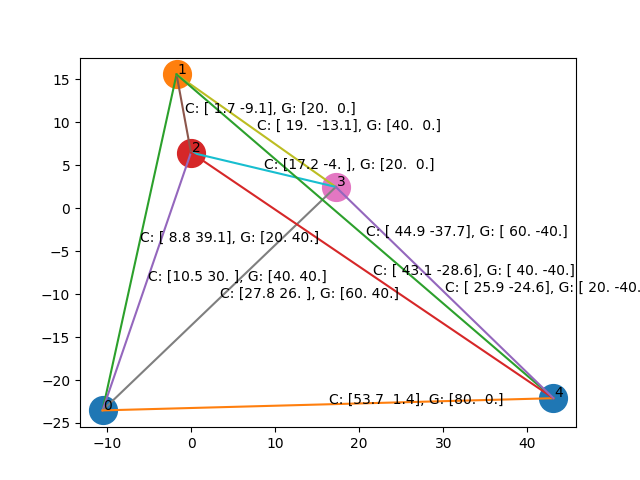 1
C: [ 1.7 -9.1], G: [20.  0.]
C: [ 19.  -13.1], G: [40.  0.]
2
C: [17.2 -4. ], G: [20.  0.]
3
C: [ 8.8 39.1], G: [20. 40.]
C: [ 44.9 -37.7], G: [ 60. -40.]
C: [10.5 30. ], G: [40. 40.]
C: [ 43.1 -28.6], G: [ 40. -40.]
C: [27.8 26. ], G: [60. 40.]
C: [ 25.9 -24.6], G: [ 20. -40.
4
C: [53.7  1.4], G: [80.  0.]
0
15
10
5
0
−5
−10
−15
−20
−25
−10 0 10 20 30 40